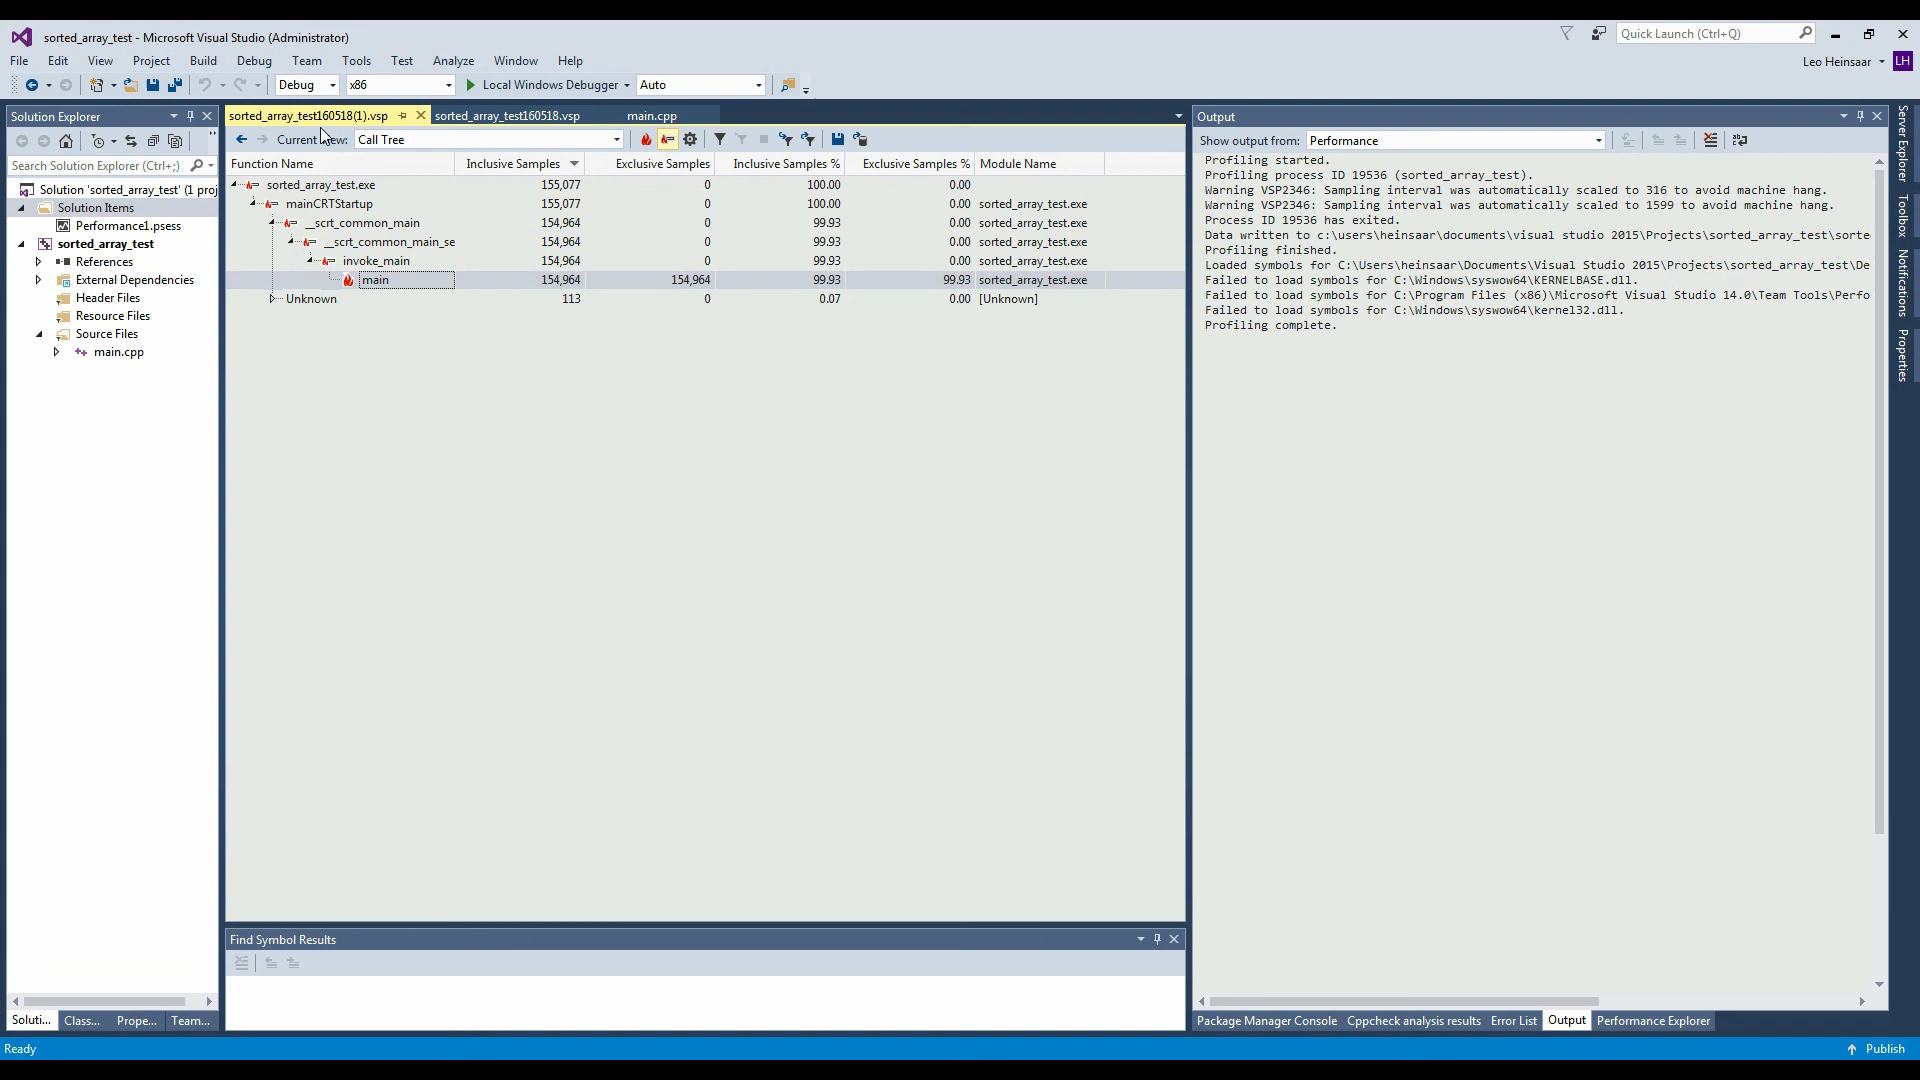 sorted_array_test - Microsoft Visual Studio (Administrator)
Quick Launch (Ctrl+Q)
File Edit View Project Build Debug Team Tools Test Analyze Window Help
Leo Heinsaar LH
Debug x86 Local Windows Debugger Auto
Solution Explorer
Search Solution Explorer (Ctrl+;)
Solution 'sorted_array_test' (1 proj
Solution Items
Performance1.psess
sorted_array_test
References
External Dependencies
Header Files
Resource Files
Source Files
main.cpp
Soluti... Class... Prope... Team...
sorted_array_test160518(1).vsp sorted_array_test160518.vsp main.cpp
Current View: Call Tree
Function Name Inclusive Samples Exclusive Samples Inclusive Samples % Exclusive Samples % Module Name
sorted_array_test.exe 155,077 0 100.00 0.00
mainCRTStartup 155,077 0 100.00 0.00 sorted_array_test.exe
__scrt_common_main 154,964 0 99.93 0.00 sorted_array_test.exe
__scrt_common_main_se 154,964 0 99.93 0.00 sorted_array_test.exe
invoke_main 154,964 0 99.93 0.00 sorted_array_test.exe
main 154,964 154,964 99.93 99.93 sorted_array_test.exe
Unknown 113 0 0.07 0.00 [Unknown]
Find Symbol Results
Output
Show output from: Performance
Profiling started.
Profiling process ID 19536 (sorted_array_test).
Warning VSP2346: Sampling interval was automatically scaled to 316 to avoid machine hang.
Warning VSP2346: Sampling interval was automatically scaled to 1599 to avoid machine hang.
Process ID 19536 has exited.
Data written to c:\users\heinsaar\documents\visual studio 2015\Projects\sorted_array_test\sorte
Profiling finished.
Loaded symbols for C:\Users\heinsaar\Documents\Visual Studio 2015\Projects\sorted_array_test\De
Failed to load symbols for C:\Windows\syswow64\KERNELBASE.dll.
Failed to load symbols for C:\Program Files (x86)\Microsoft Visual Studio 14.0\Team Tools\Perfo
Failed to load symbols for C:\Windows\syswow64\kernel32.dll.
Profiling complete.
Package Manager Console Cppcheck analysis results Error List Output Performance Explorer
Server Explorer
Toolbox
Notifications
Properties
Ready
Publish